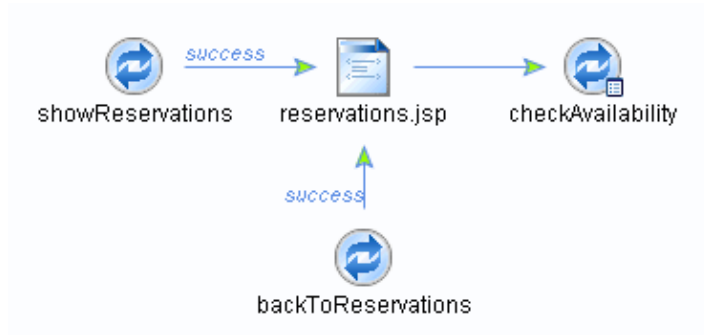 success
showReservations
reservations.jsp
checkAvailability
success
backToReservations